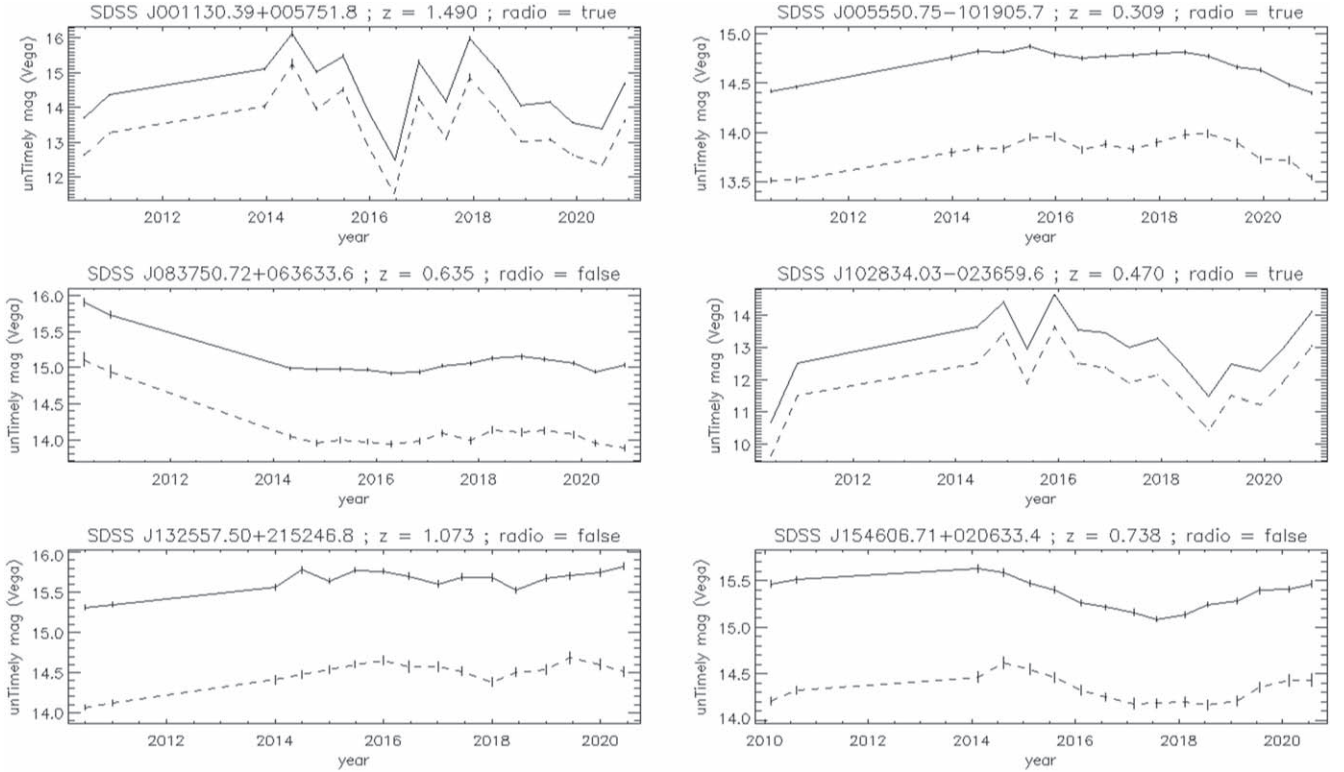 SDSS J001130.39+005751.8 ; z = 1.490 ; radio = true
unTimely mag (Vega)
16
15
14
13
12
2012 2014 2016 2018 2020
year
SDSS J005550.75−101905.7 ; z = 0.309 ; radio = true
unTimely mag (Vega)
15.0
14.5
14.0
13.5
2012 2014 2016 2018 2020
year
SDSS J083750.72+063633.6 ; z = 0.635 ; radio = false
unTimely mag (Vega)
16.0
15.5
15.0
14.5
14.0
2012 2014 2016 2018 2020
year
SDSS J102834.03−023659.6 ; z = 0.470 ; radio = true
unTimely mag (Vega)
14
13
12
11
10
2012 2014 2016 2018 2020
year
SDSS J132557.50+215246.8 ; z = 1.073 ; radio = false
unTimely mag (Vega)
16.0
15.5
15.0
14.5
14.0
2012 2014 2016 2018 2020
year
SDSS J154606.71+020633.4 ; z = 0.738 ; radio = false
unTimely mag (Vega)
15.5
15.0
14.5
14.0
2010 2012 2014 2016 2018 2020
year